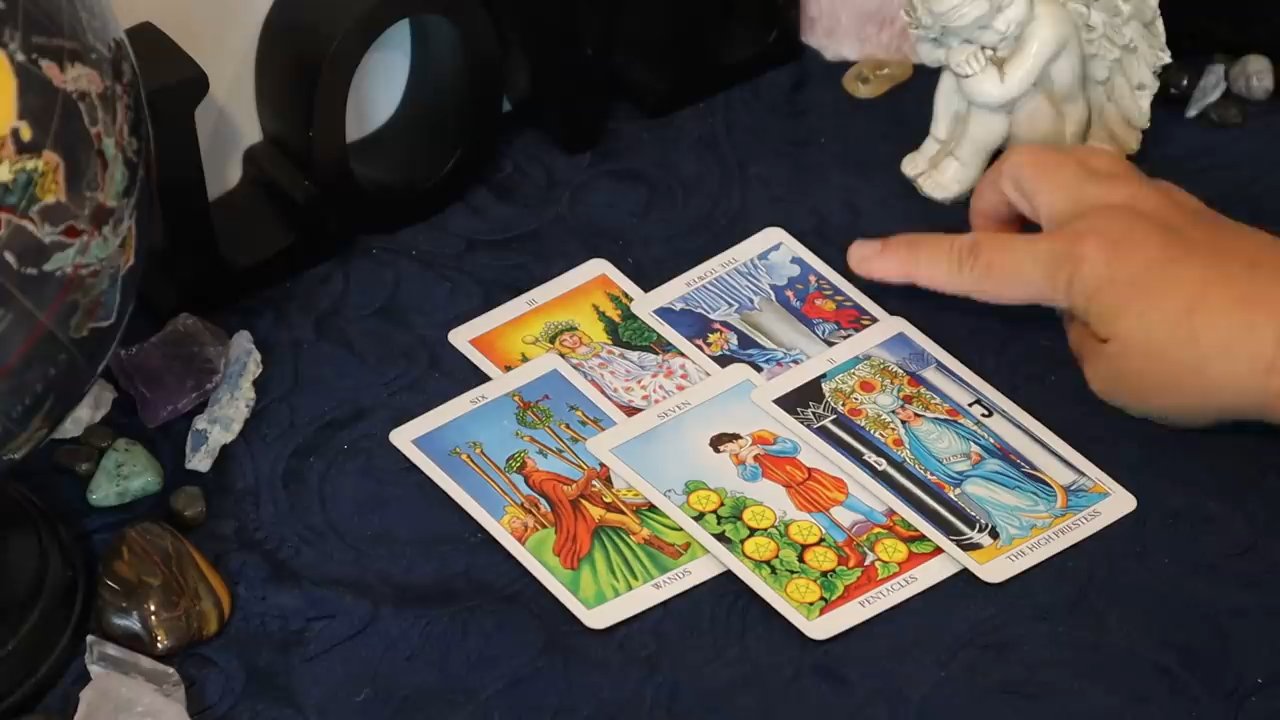 III
THE TOWER
SIX
WANDS
SEVEN
PENTACLES
II
B
J
THE HIGH PRIESTESS